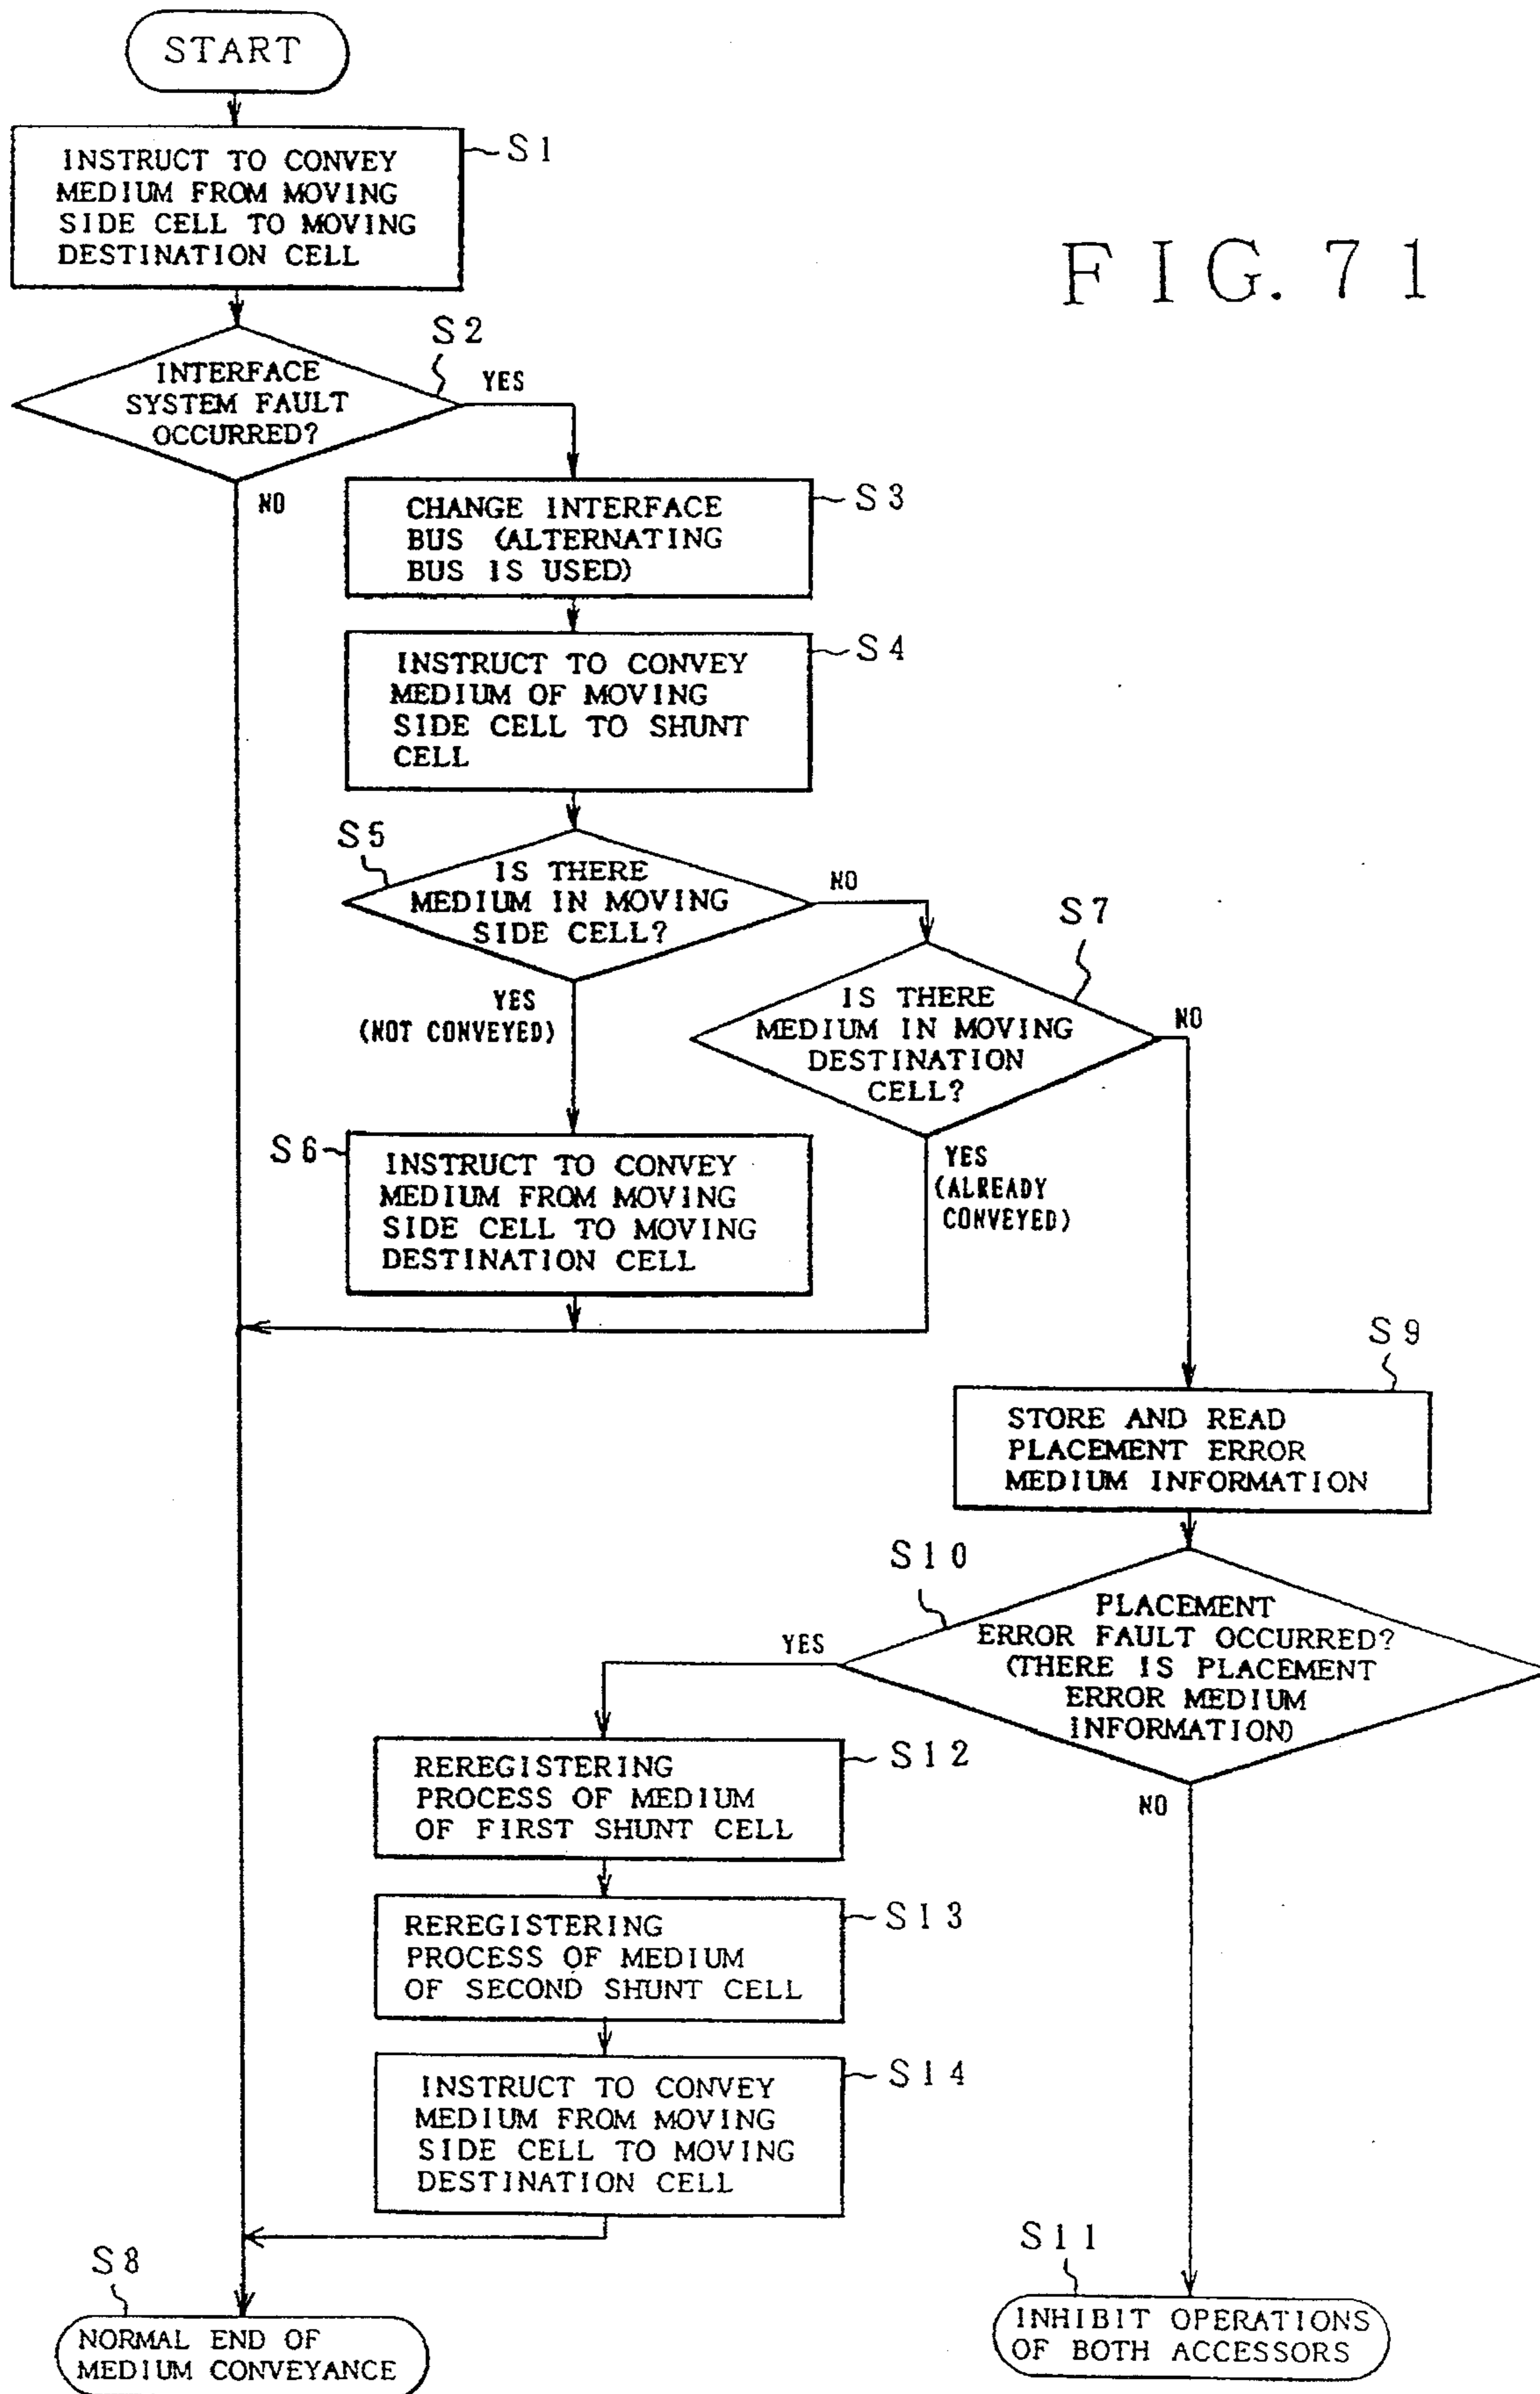 START
INSTRUCT TO CONVEY
MEDIUM FROM MOVING
SIDE CELL TO MOVING
DESTINATION CELL
S1
FIG. 71
INTERFACE
SYSTEM FAULT
OCCURRED?
S2
YES
NO
CHANGE INTERFACE
BUS (ALTERNATING
BUS IS USED)
S3
INSTRUCT TO CONVEY
MEDIUM OF MOVING
SIDE CELL TO SHUNT
CELL
S4
S5
IS THERE
MEDIUM IN MOVING
SIDE CELL?
NO
YES
(NOT CONVEYED)
S7
IS THERE
MEDIUM IN MOVING
DESTINATION
CELL?
NO
YES
(ALREADY
CONVEYED)
S6
INSTRUCT TO CONVEY
MEDIUM FROM MOVING
SIDE CELL TO MOVING
DESTINATION CELL
S9
STORE AND READ
PLACEMENT ERROR
MEDIUM INFORMATION
S10
PLACEMENT
ERROR FAULT OCCURRED?
(THERE IS PLACEMENT
ERROR MEDIUM
INFORMATION)
YES
NO
REREGISTERING
PROCESS OF MEDIUM
OF FIRST SHUNT CELL
S12
REREGISTERING
PROCESS OF MEDIUM
OF SECOND SHUNT CELL
S13
INSTRUCT TO CONVEY
MEDIUM FROM MOVING
SIDE CELL TO MOVING
DESTINATION CELL
S14
S8
NORMAL END OF
MEDIUM CONVEYANCE
S11
INHIBIT OPERATIONS
OF BOTH ACCESSORS